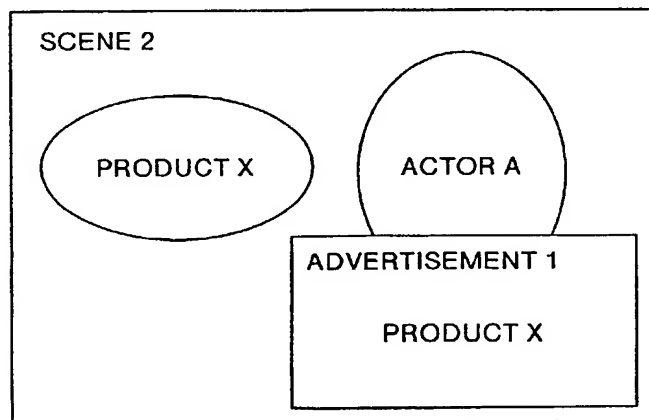 SCENE 2
PRODUCT X
ACTOR A
ADVERTISEMENT 1
PRODUCT X